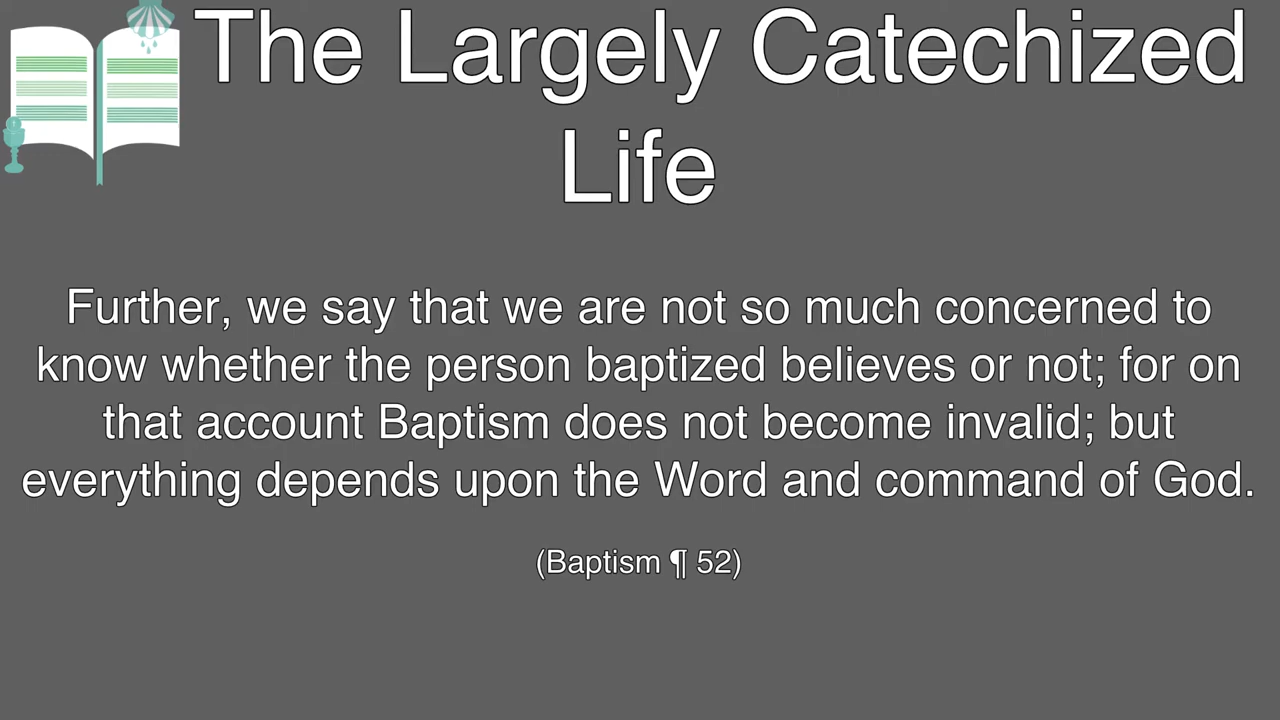 The Largely Catechized
Life
Further, we say that we are not so much concerned to
know whether the person baptized believes or not; for on
that account Baptism does not become invalid; but
everything depends upon the Word and command of God.
(Baptism ¶ 52)